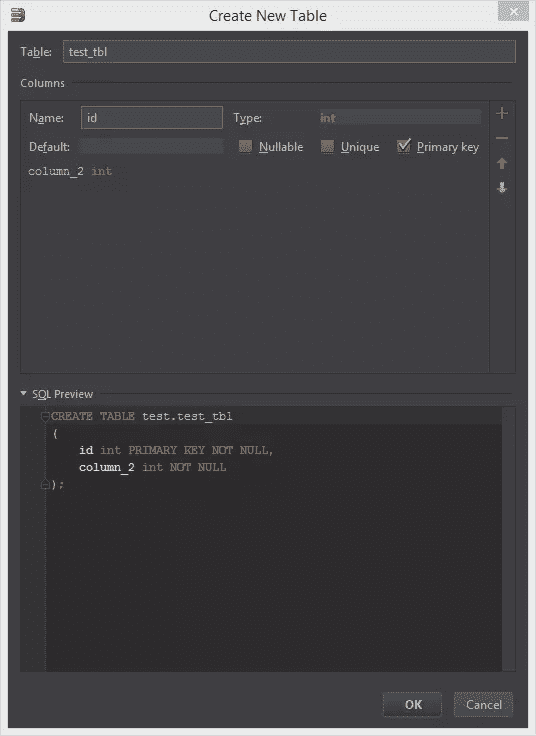 Create New Table
Table: test_tbl
Columns
Name: id Type: int
Default: Nullable Unique Primary key
column_2 int
SQL Preview
CREATE TABLE test.test_tbl
(
id int PRIMARY KEY NOT NULL,
column_2 int NOT NULL
);
OK Cancel